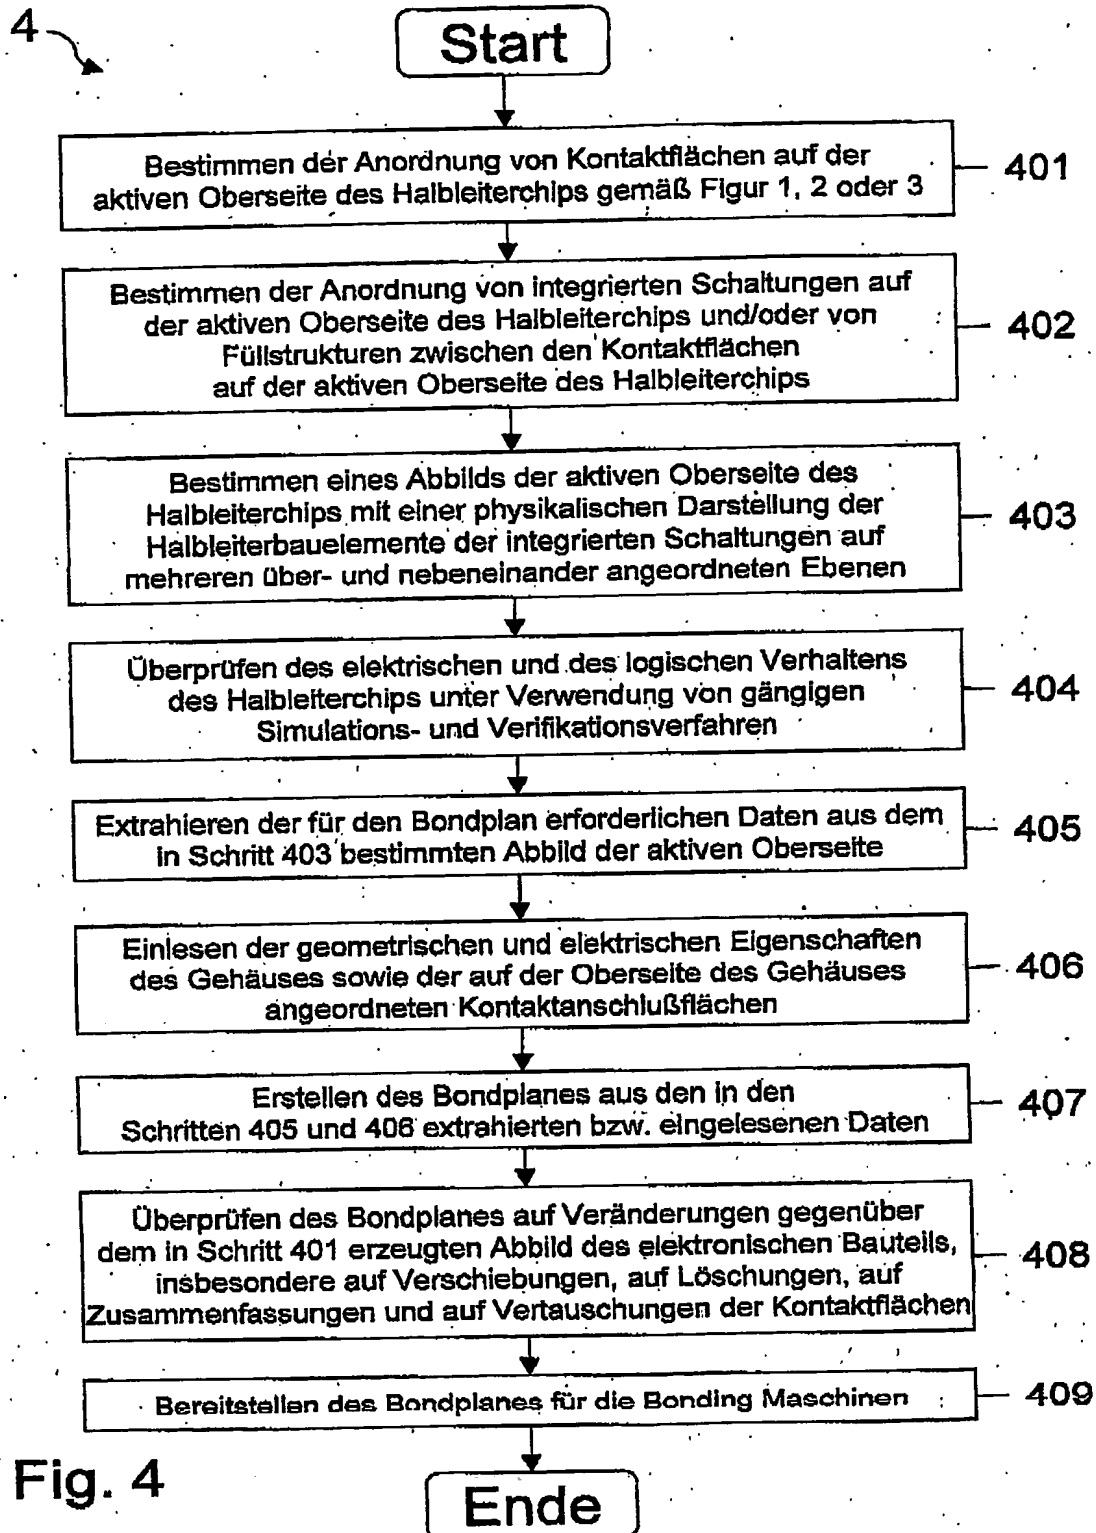 4
Start
Bestimmen der Anordnung von Kontaktflächen auf der
aktiven Oberseite des Halbleiterchips gemäß Figur 1, 2 oder 3
401
Bestimmen der Anordnung von integrierten Schaltungen auf
der aktiven Oberseite des Halbleiterchips und/oder von
Füllstrukturen zwischen den Kontaktflächen
auf der aktiven Oberseite des Halbleiterchips
402
Bestimmen eines Abbilds der aktiven Oberseite des
Halbleiterchips mit einer physikalischen Darstellung der
Halbleiterbauelemente der integrierten Schaltungen auf
mehreren über- und nebeneinander angeordneten Ebenen
403
Überprüfen des elektrischen und des logischen Verhaltens
des Halbleiterchips unter Verwendung von gängigen
Simulations- und Verifikationsverfahren
404
Extrahieren der für den Bondplan erforderlichen Daten aus dem
in Schritt 403 bestimmten Abbild der aktiven Oberseite
405
Einlesen der geometrischen und elektrischen Eigenschaften
des Gehäuses sowie der auf der Oberseite des Gehäuses
angeordneten Kontaktanschlußflächen
406
Erstellen des Bondplanes aus den in den
Schritten 405 und 406 extrahierten bzw. eingelesenen Daten
407
Überprüfen des Bondplanes auf Veränderungen gegenüber
dem in Schritt 401 erzeugten Abbild des elektronischen Bauteils,
insbesondere auf Verschiebungen, auf Löschungen, auf
Zusammenfassungen und auf Vertauschungen der Kontaktflächen
408
Bereitstellen des Bondplanes für die Bonding Maschinen
409
Fig. 4
Ende